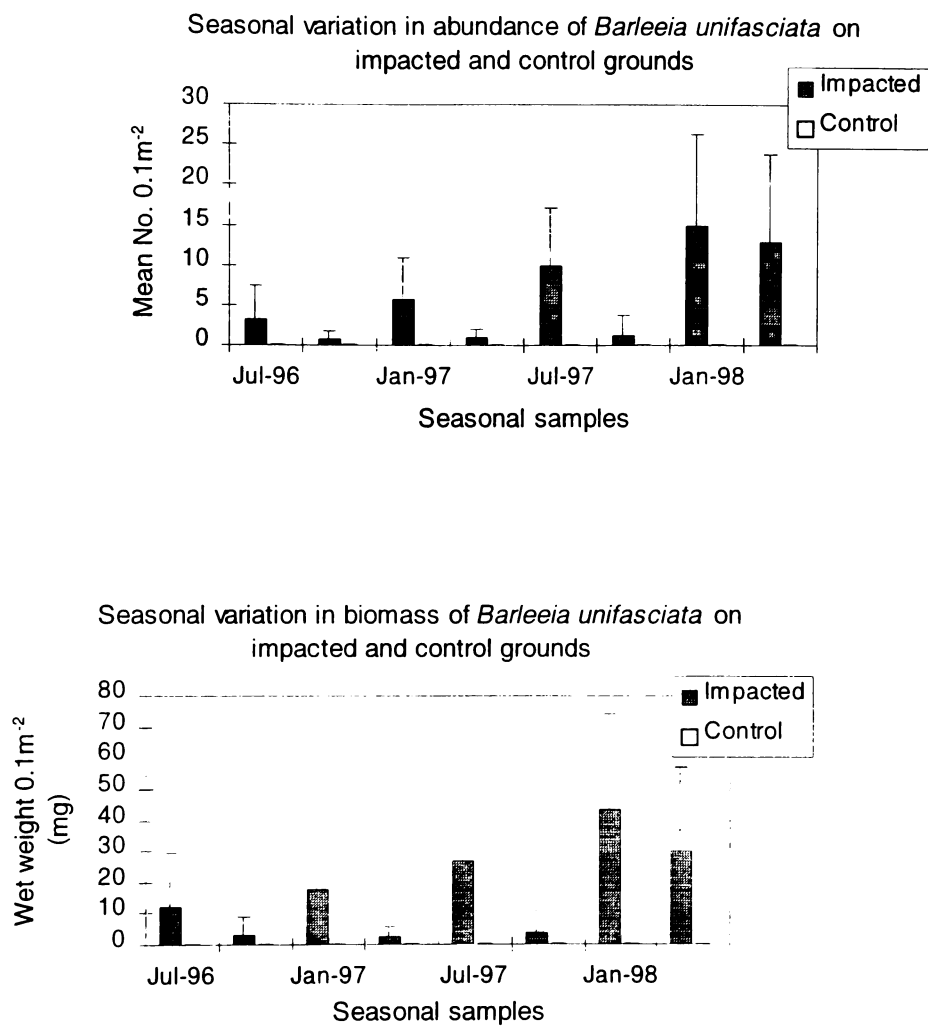 Seasonal variation in abundance of Barleeia unifasciata on
impacted and control grounds
Impacted
Control
Mean No. 0.1m-2
30
25
20
15
10
5
0
Jul-96 Jan-97 Jul-97 Jan-98
Seasonal samples
Seasonal variation in biomass of Barleeia unifasciata on
impacted and control grounds
Impacted
Control
Wet weight 0.1m-2
(mg)
80
70
60
50
40
30
20
10
0
Jul-96 Jan-97 Jul-97 Jan-98
Seasonal samples